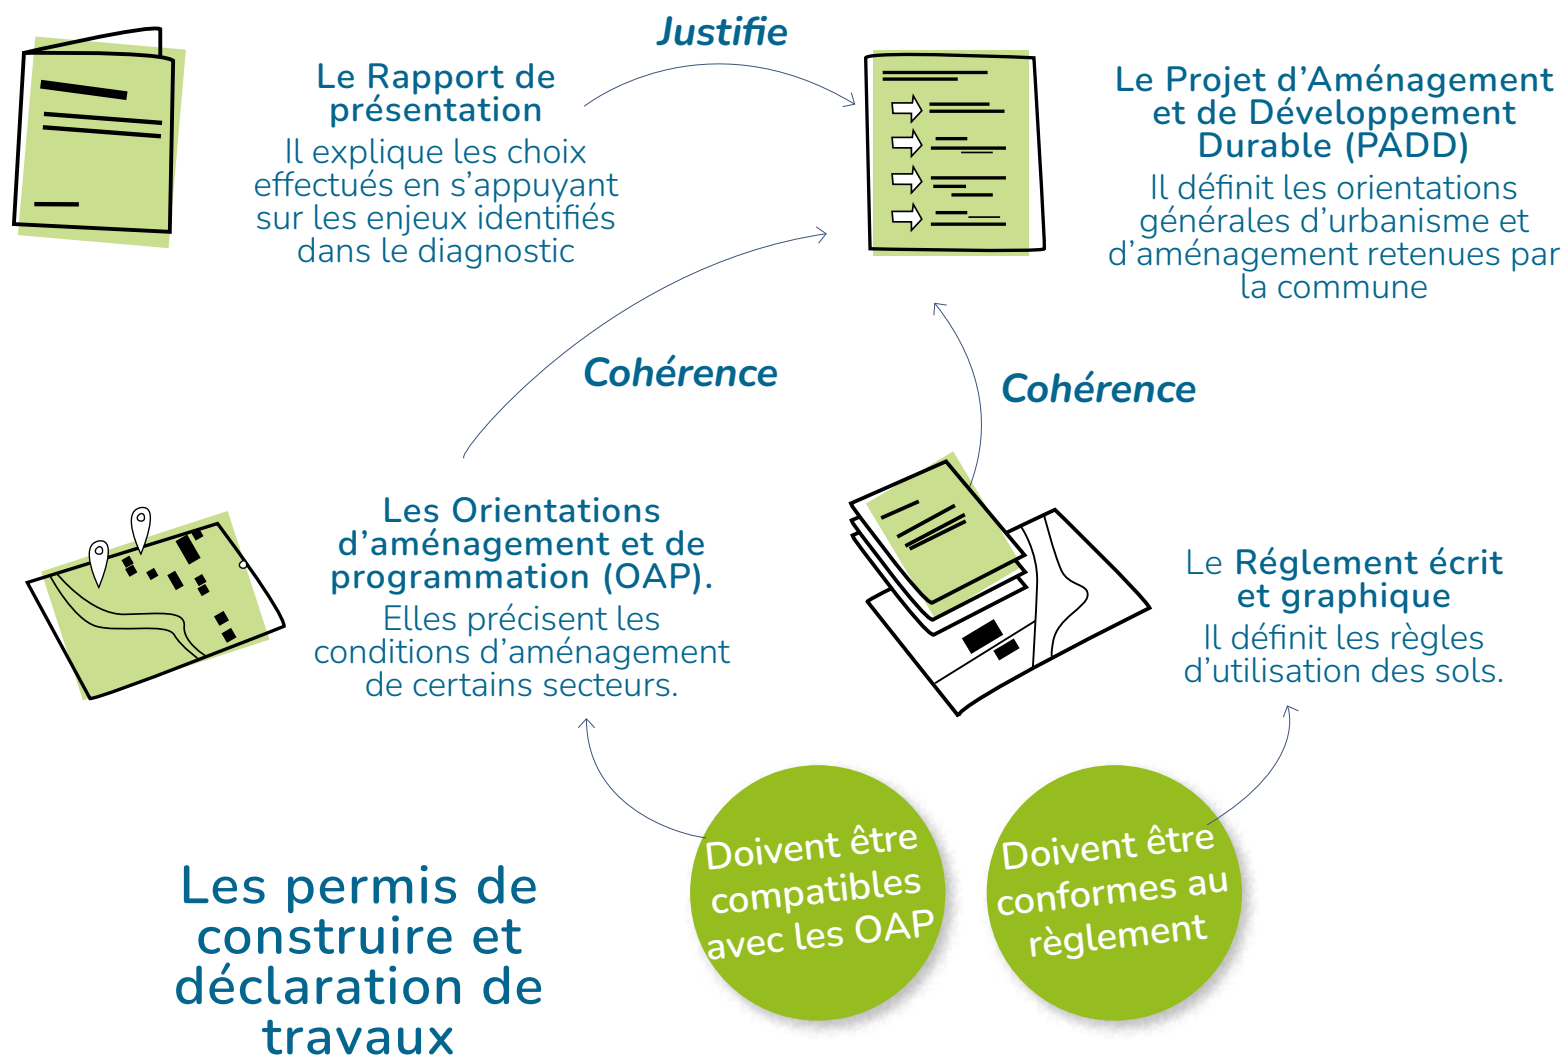 Justifie
Le Rapport de
présentation
Il explique les choix
effectués en s’appuyant
sur les enjeux identifiés
dans le diagnostic
Le Projet d’Aménagement
et de Développement
Durable (PADD)
Il définit les orientations
générales d’urbanisme et
d’aménagement retenues par
la commune
Cohérence
Cohérence
Les Orientations
d’aménagement et de
programmation (OAP).
Elles précisent les
conditions d’aménagement
de certains secteurs.
Le Réglement écrit
et graphique
Il définit les règles
d’utilisation des sols.
Les permis de
construire et
déclaration de
travaux
Doivent être
compatibles
avec les OAP
Doivent être
conformes au
règlement